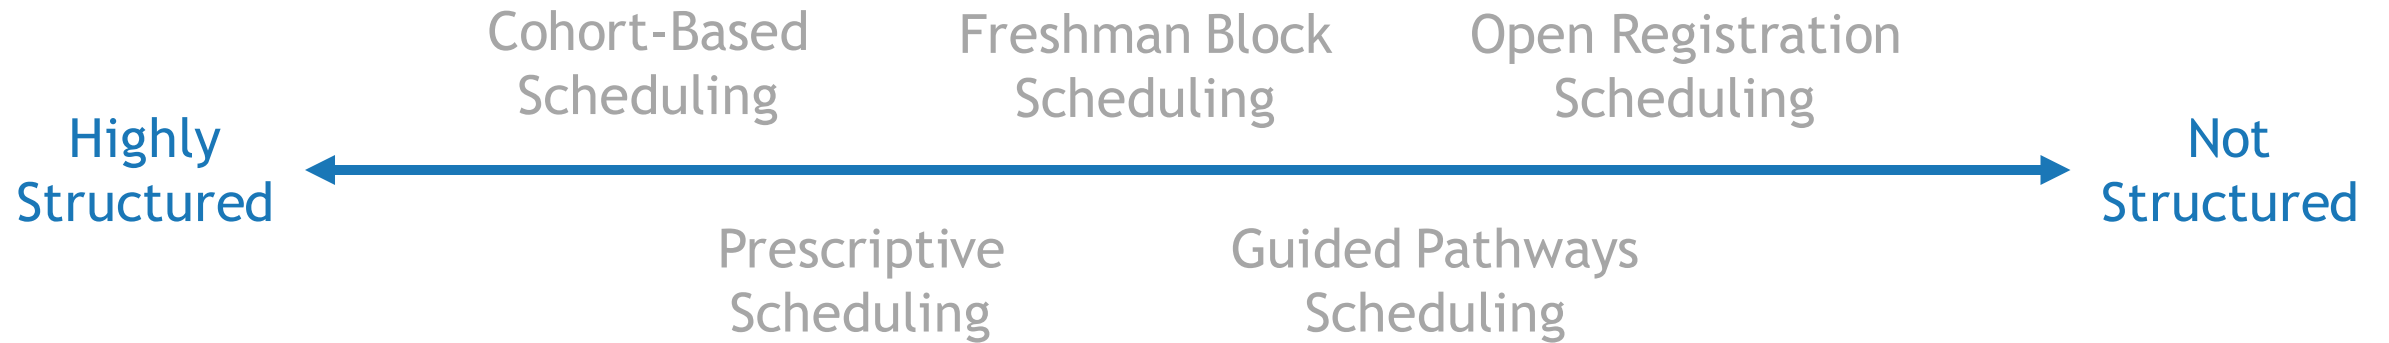 Cohort-Based
Scheduling
Freshman Block
Scheduling
Open Registration
Scheduling
Highly
Structured
Not
Structured
Prescriptive
Scheduling
Guided Pathways
Scheduling